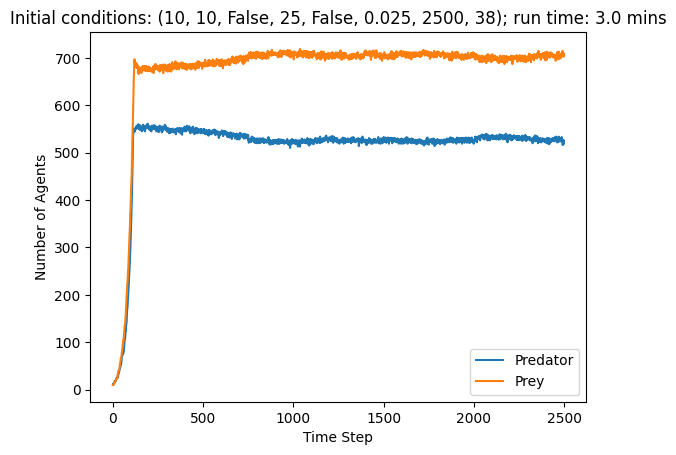 Initial conditions: (10, 10, False, 25, False, 0.025, 2500, 38); run time: 3.0 mins
700
600
500
400
300
200
100
0
Number of Agents
Predator
Prey
0
500
1000
1500
2000
2500
Time Step